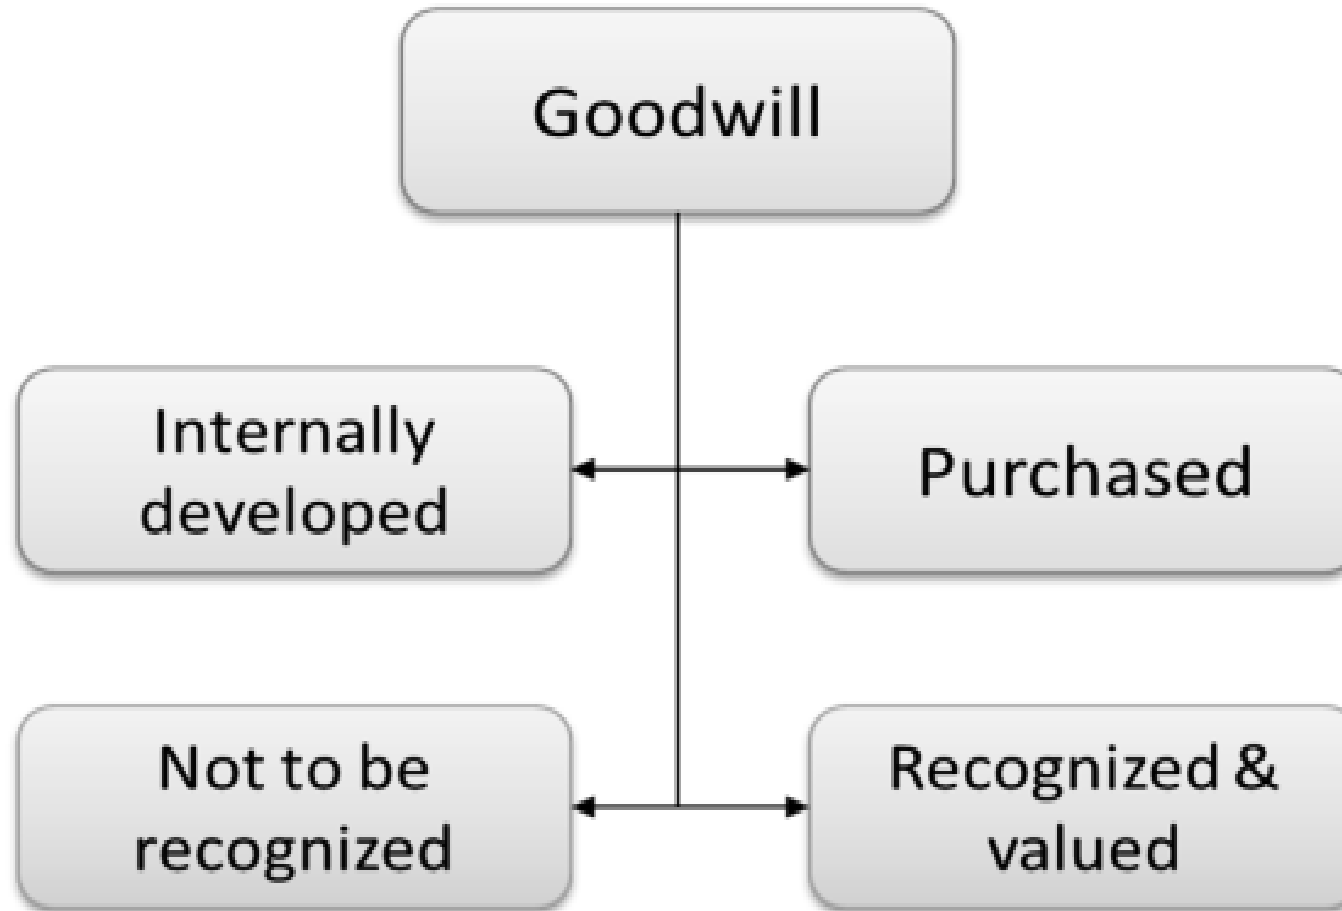 Goodwill
Internally
developed
Purchased
Not to be
recognized
Recognized &
valued